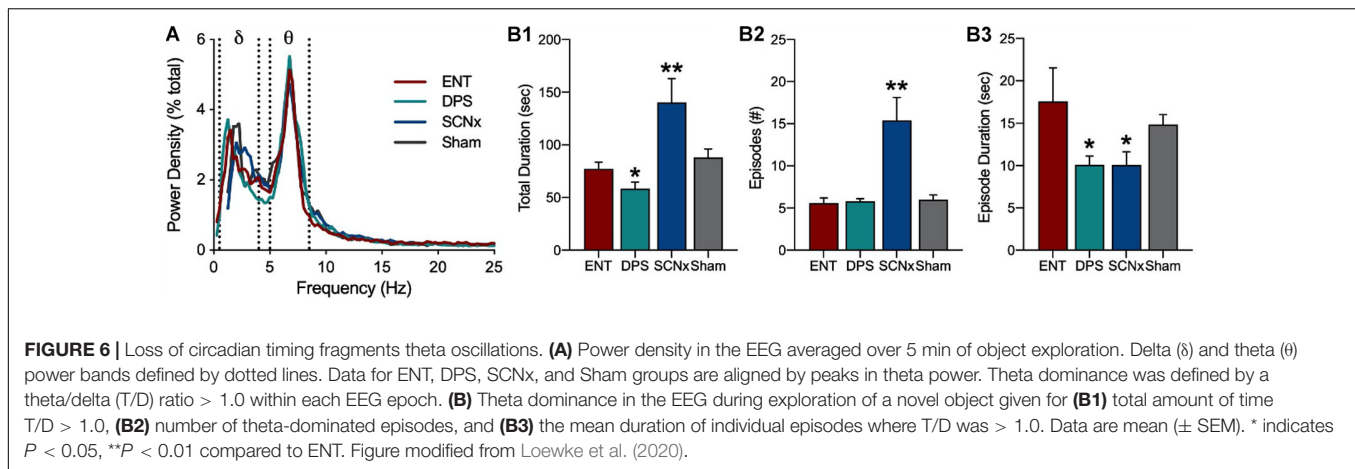 A
δ
θ
Power Density (% total)
6
4
2
0
ENT
DPS
SCNx
Sham
0 5 10 15 20 25
Frequency (Hz)
B1
Total Duration (sec)
200
150
100
50
0
*
**
ENT DPS SCNx Sham
B2
Episodes (#)
25
20
15
10
5
0
**
ENT DPS SCNx Sham
B3
Episode Duration (sec)
25
20
15
10
5
0
* *
ENT DPS SCNx Sham
FIGURE 6 | Loss of circadian timing fragments theta oscillations. (A) Power density in the EEG averaged over 5 min of object exploration. Delta (δ) and theta (θ)
power bands defined by dotted lines. Data for ENT, DPS, SCNx, and Sham groups are aligned by peaks in theta power. Theta dominance was defined by a
theta/delta (T/D) ratio > 1.0 within each EEG epoch. (B) Theta dominance in the EEG during exploration of a novel object given for (B1) total amount of time
T/D > 1.0, (B2) number of theta-dominated episodes, and (B3) the mean duration of individual episodes where T/D was > 1.0. Data are mean (± SEM). * indicates
P < 0.05, **P < 0.01 compared to ENT. Figure modified from Loewke et al. (2020).